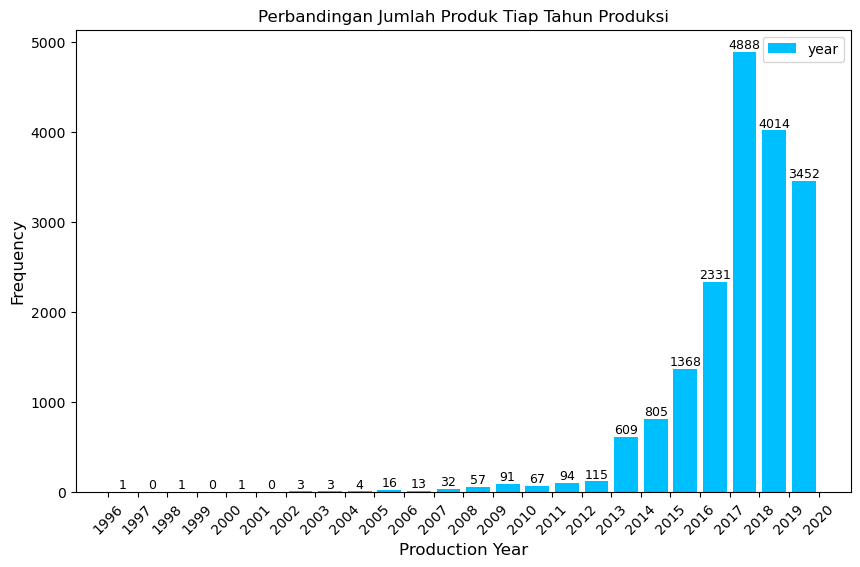 Perbandingan Jumlah Produk Tiap Tahun Produksi
year
Frequency
5000
4000
3000
2000
1000
0
1 0 1 0 1 0 3 3 4 16 13 32 57 91 67 94 115 609 805 1368 2331 4888 4014 3452
1996 1997 1998 1999 2000 2001 2002 2003 2004 2005 2006 2007 2008 2009 2010 2011 2012 2013 2014 2015 2016 2017 2018 2019 2020
Production Year